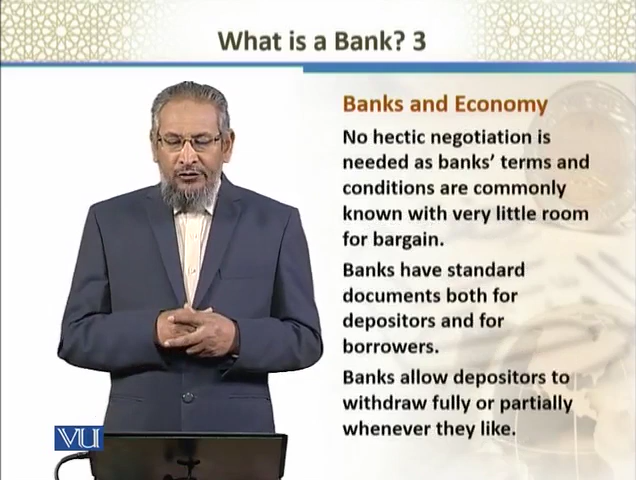 What is a Bank? 3
Banks and Economy
No hectic negotiation is
needed as banks' terms and
conditions are commonly
known with very little room
for bargain.
Banks have standard
documents both for
depositors and for
borrowers.
Banks allow depositors to
withdraw fully or partially
whenever they like.
VU